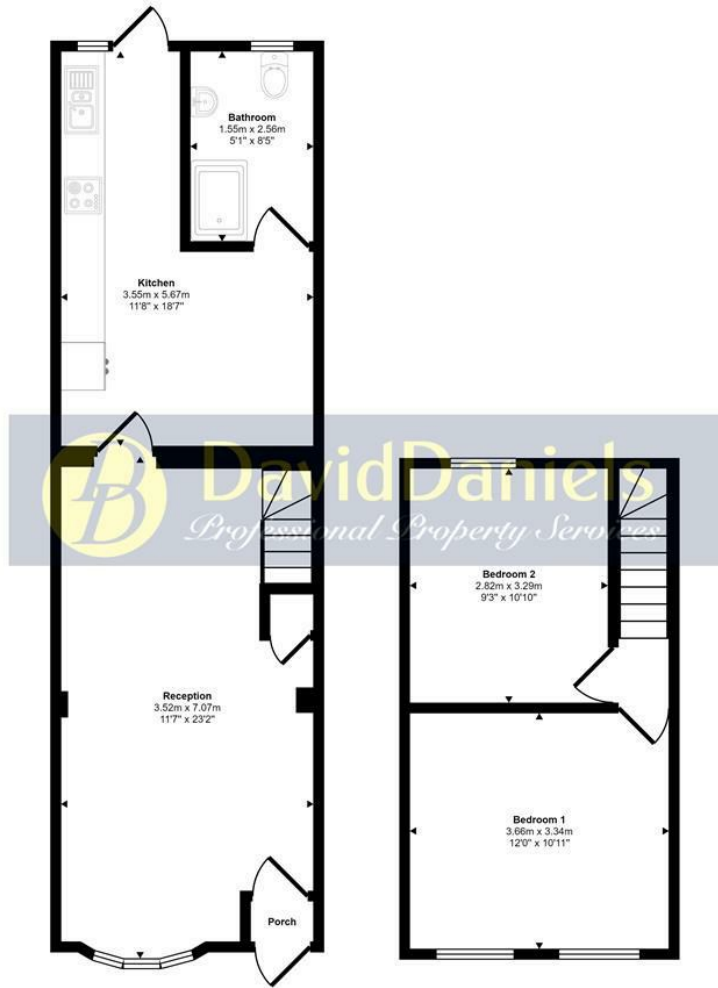 Bathroom
1.55m x 2.56m
5'1" x 8'5"
Kitchen
3.55m x 5.67m
11'8" x 18'7"
DD DavidDaniels
Professional Property Services
Bedroom 2
2.82m x 3.29m
9'3" x 10'10"
Reception
3.52m x 7.07m
11'7" x 23'2"
Bedroom 1
3.66m x 3.34m
12'0" x 10'11"
Porch